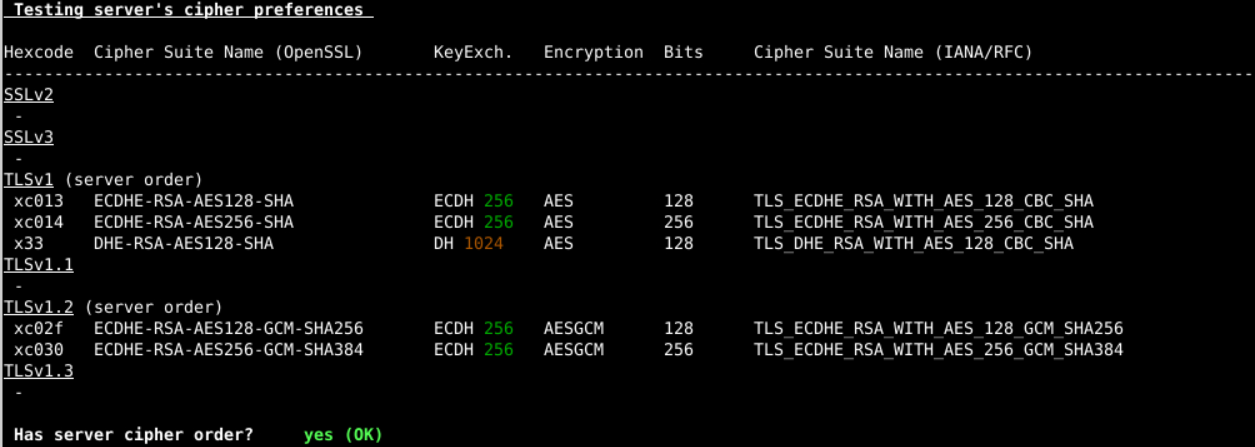 Testing server's cipher preferences
Hexcode  Cipher Suite Name (OpenSSL)       KeyExch.   Encryption  Bits     Cipher Suite Name (IANA/RFC)
-----------------------------------------------------------------------------------------------------------------------------
SSLv2
 -
SSLv3
 -
TLSv1 (server order)
 xc013   ECDHE-RSA-AES128-SHA              ECDH 256   AES         128      TLS_ECDHE_RSA_WITH_AES_128_CBC_SHA
 xc014   ECDHE-RSA-AES256-SHA              ECDH 256   AES         256      TLS_ECDHE_RSA_WITH_AES_256_CBC_SHA
 x33     DHE-RSA-AES128-SHA                DH 1024    AES         128      TLS_DHE_RSA_WITH_AES_128_CBC_SHA
TLSv1.1
 -
TLSv1.2 (server order)
 xc02f   ECDHE-RSA-AES128-GCM-SHA256       ECDH 256   AESGCM      128      TLS_ECDHE_RSA_WITH_AES_128_GCM_SHA256
 xc030   ECDHE-RSA-AES256-GCM-SHA384       ECDH 256   AESGCM      256      TLS_ECDHE_RSA_WITH_AES_256_GCM_SHA384
TLSv1.3
 -
 Has server cipher order?     yes (OK)